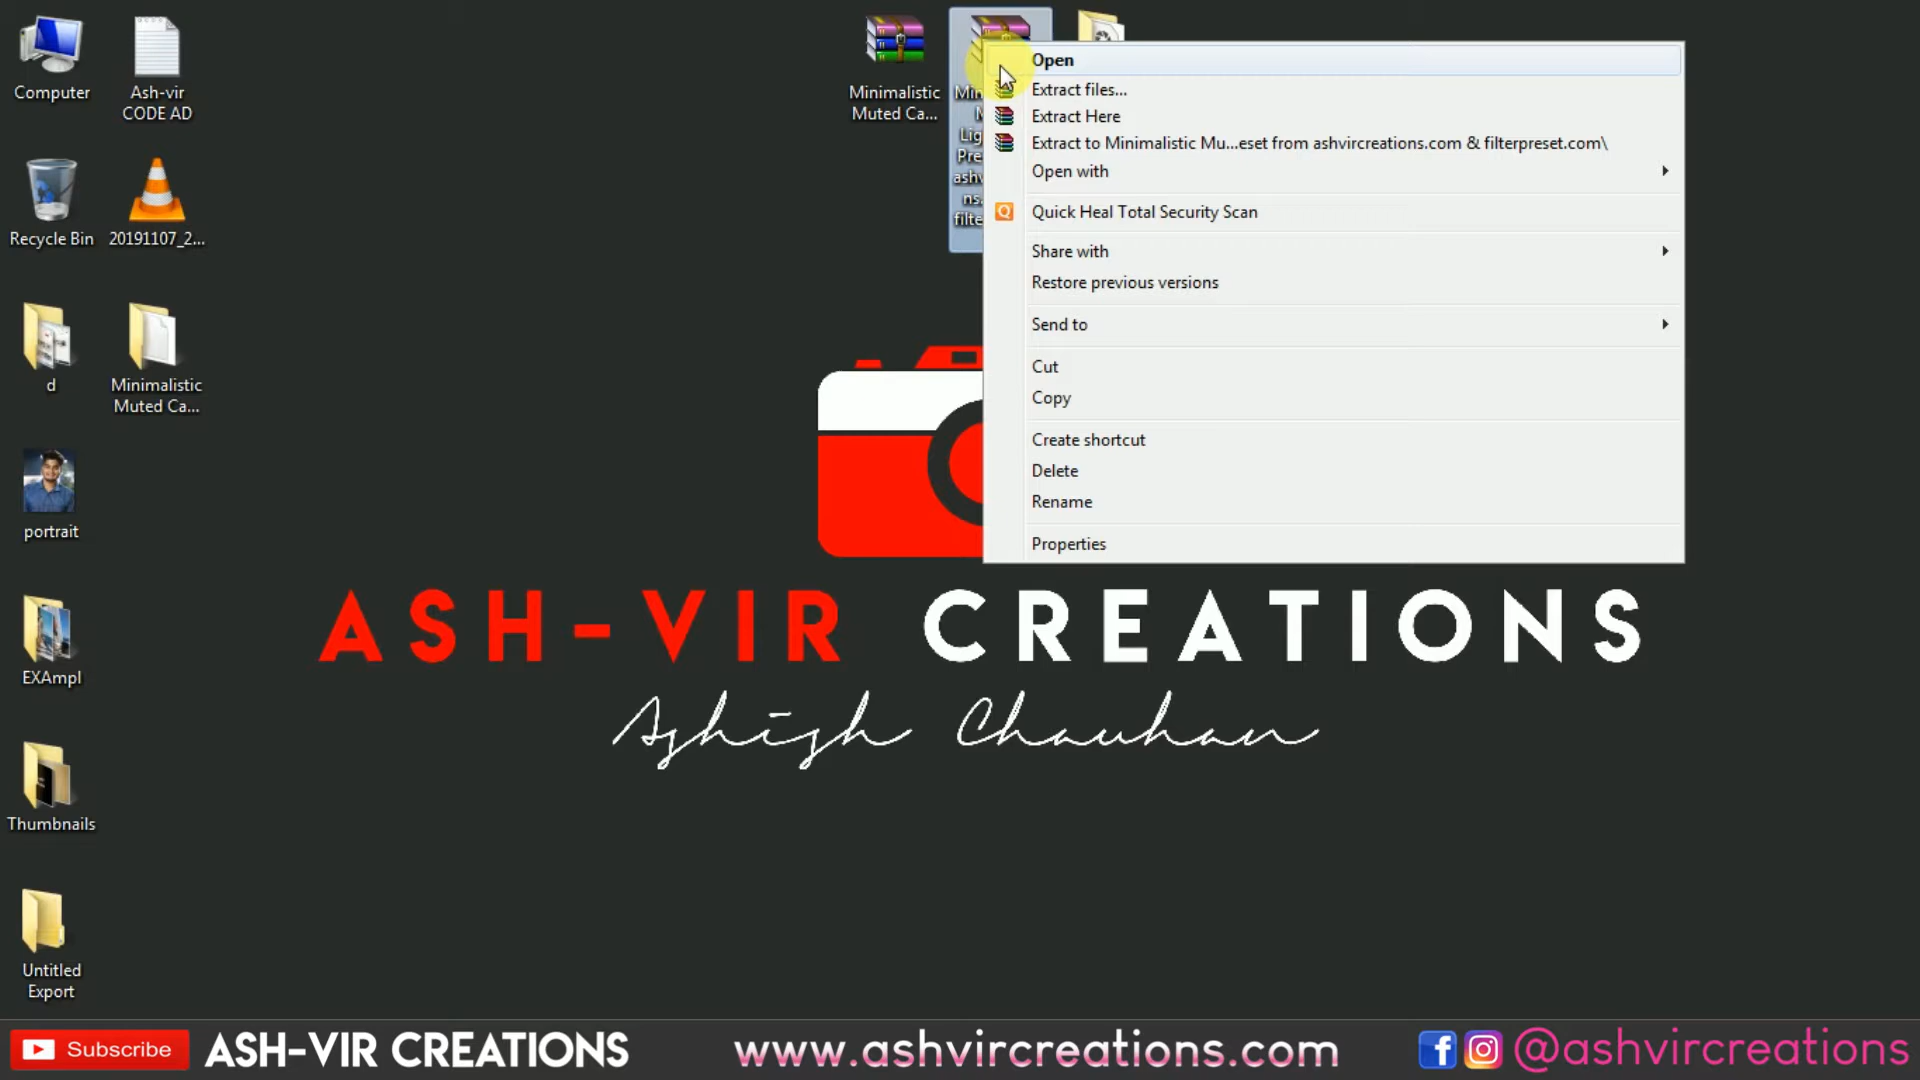 Computer
Ash-vir
CODE AD
Recycle Bin
20191107_2...
d
Minimalistic
Muted Ca...
portrait
EXAmpl
Thumbnails
Untitled
Export
Minimalistic
Muted Ca...
Open
Extract files...
Extract Here
Extract to Minimalistic Mu...eset from ashvircreations.com & filterpreset.com\
Open with
Quick Heal Total Security Scan
Share with
Restore previous versions
Send to
Cut
Copy
Create shortcut
Delete
Rename
Properties
ASH-VIR CREATIONS
Ashish Chauhan
Subscribe
ASH-VIR CREATIONS
www.ashvircreations.com
@ashvircreations